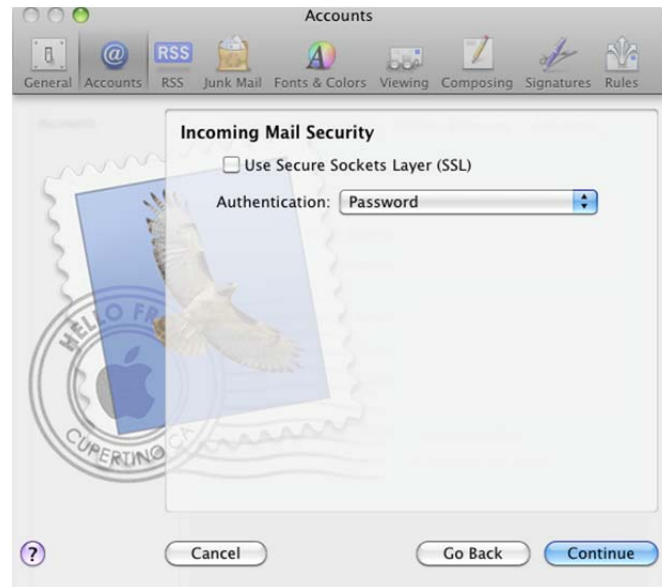 Accounts
General Accounts RSS Junk Mail Fonts & Colors Viewing Composing Signatures Rules
RSS
Incoming Mail Security
Use Secure Sockets Layer (SSL)
Authentication: Password
HELLO FR
CUPERTINO CA
? Cancel Go Back Continue